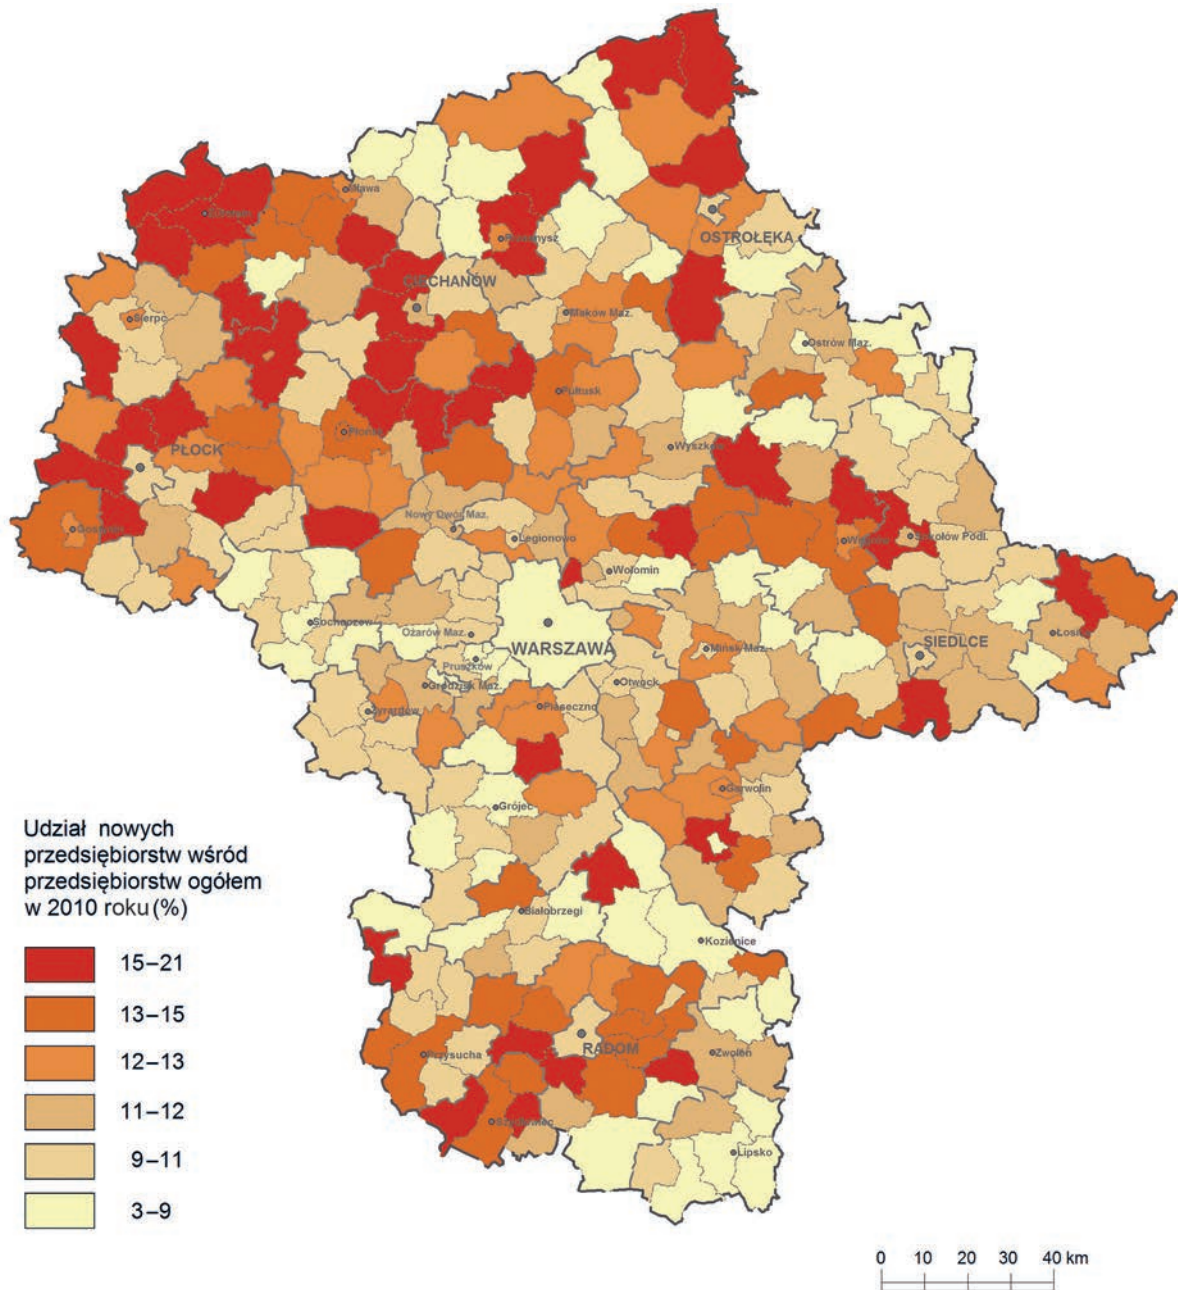 Mława
Przasnysz
OSTROŁĘKA
CIECHANÓW
Sierpc
Maków Maz.
Ostrów Maz.
Pułtusk
Płońsk
PŁOCK
Wyszków
Gostynin
Nowy Dwór Maz.
Legionowo
Węgrów
Sokołów Podl.
Wołomin
Sochaczew
Ożarów Maz.
WARSZAWA
Mińsk Maz.
SIEDLCE
Łosice
Pruszków
Grodzisk Maz.
Otwock
Żyrardów
Piaseczno
Garwolin
Grójec
Udział nowych
przedsiębiorstw wśród
przedsiębiorstw ogółem
w 2010 roku (%)
Białobrzegi
Kozienice
15–21
13–15
12–13
11–12
9–11
3–9
RADOM
Przysucha
Zwoleń
Szydłowiec
Lipsko
0 10 20 30 40 km